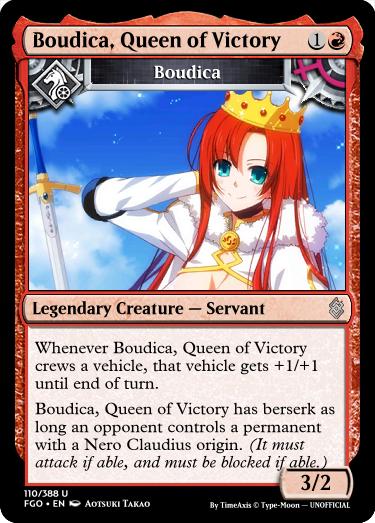 Boudica, Queen of Victory 1
Boudica
Legendary Creature — Servant
Whenever Boudica, Queen of Victory
crews a vehicle, that vehicle gets +1/+1
until end of turn.
Boudica, Queen of Victory has berserk as
long as an opponent controls a permanent
with a Nero Claudius origin. (It must
attack if able, and must be blocked if able.)
3/2
110/388 U
FGO • EN Aotsuki Takao
By TimeAxis © Type-Moon — UNOFFICIAL